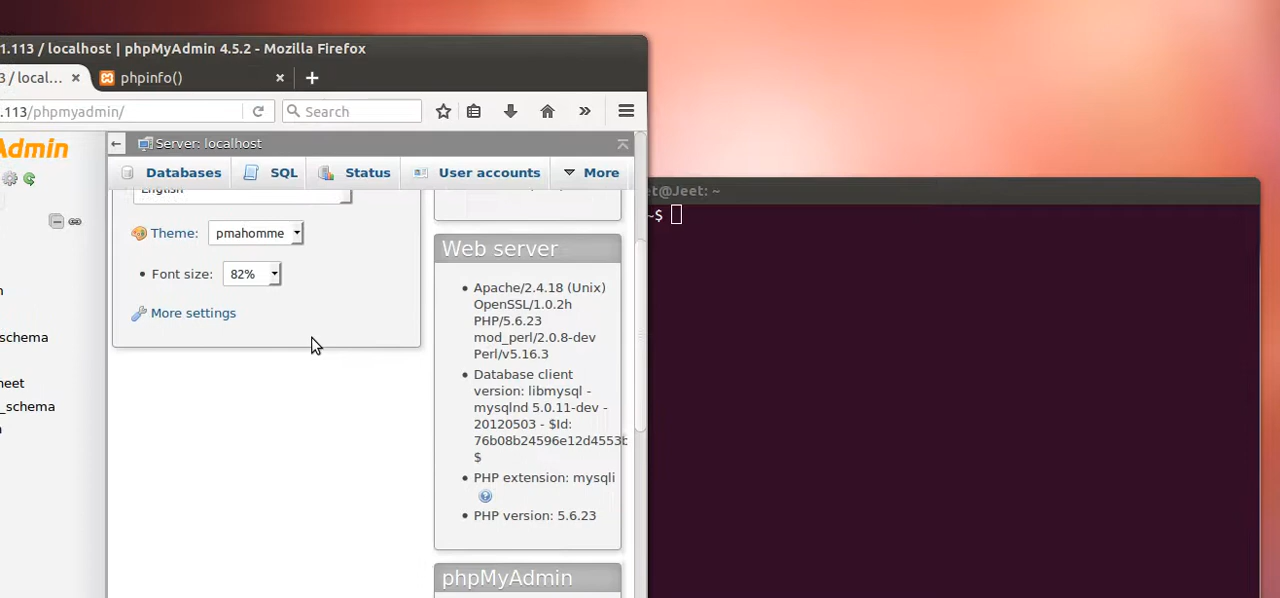 1.113 / localhost | phpMyAdmin 4.5.2 - Mozilla Firefox
3 / local...
phpinfo()
.113/phpmyadmin/
Search
Admin
Server: localhost
Databases
SQL
Status
User accounts
More
English
Theme:
pmahomme
Font size:
82%
More settings
schema
eet
_schema
Web server
Apache/2.4.18 (Unix)
OpenSSL/1.0.2h
PHP/5.6.23
mod_perl/2.0.8-dev
Perl/v5.16.3
Database client
version: libmysql -
mysqlnd 5.0.11-dev -
20120503 - $Id:
76b08b24596e12d4553b
$
PHP extension: mysqli
PHP version: 5.6.23
phpMyAdmin
et@Jeet: ~
~$